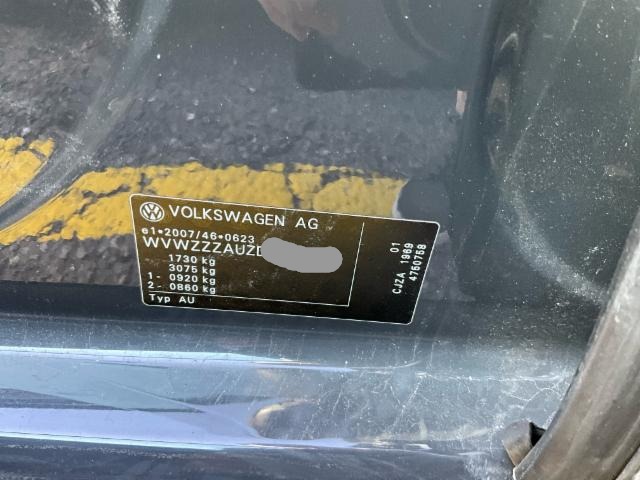 VOLKSWAGEN AG
e1*2007/46*0623
WVWZZZAUZD
1730 kg
3075 kg
1- 0920 kg
2- 0860 kg
Typ AU
01
CJZA 1969
4750758